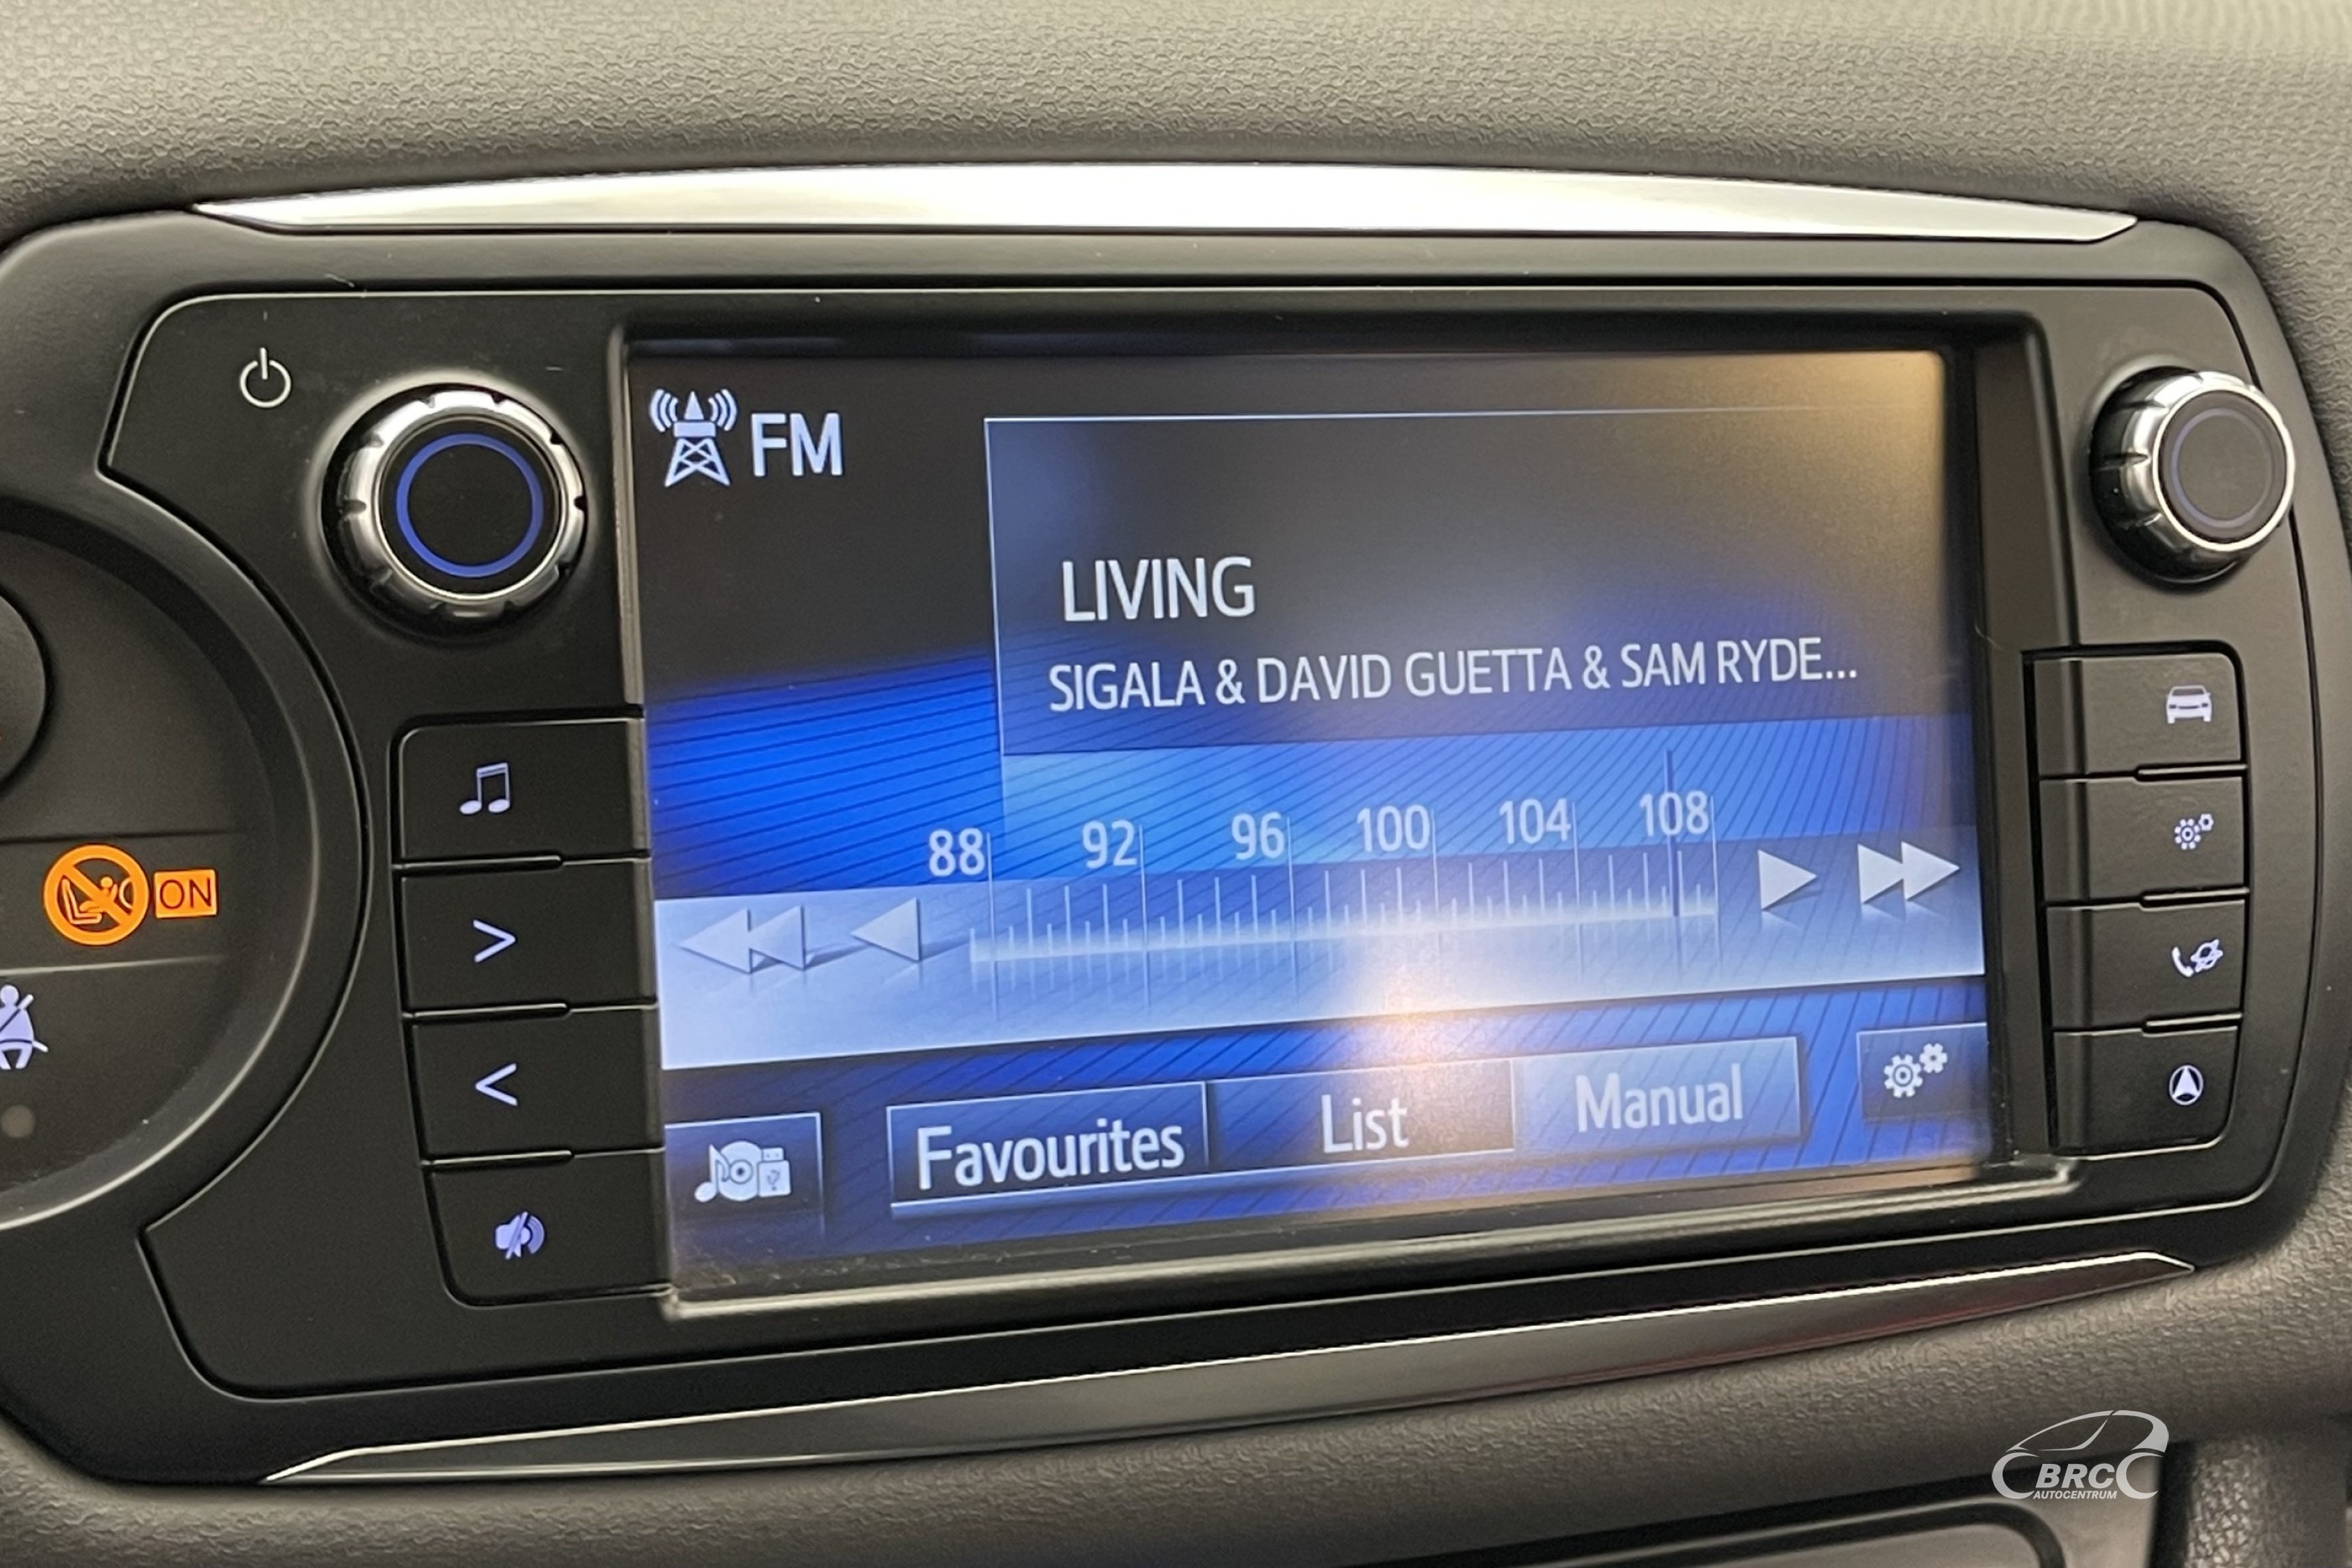 FM
LIVING
SIGALA & DAVID GUETTA & SAM RYDE...
88 92 96 100 104 108
ON
>
<
Favourites List Manual
BRC
AUTOCENTRUM